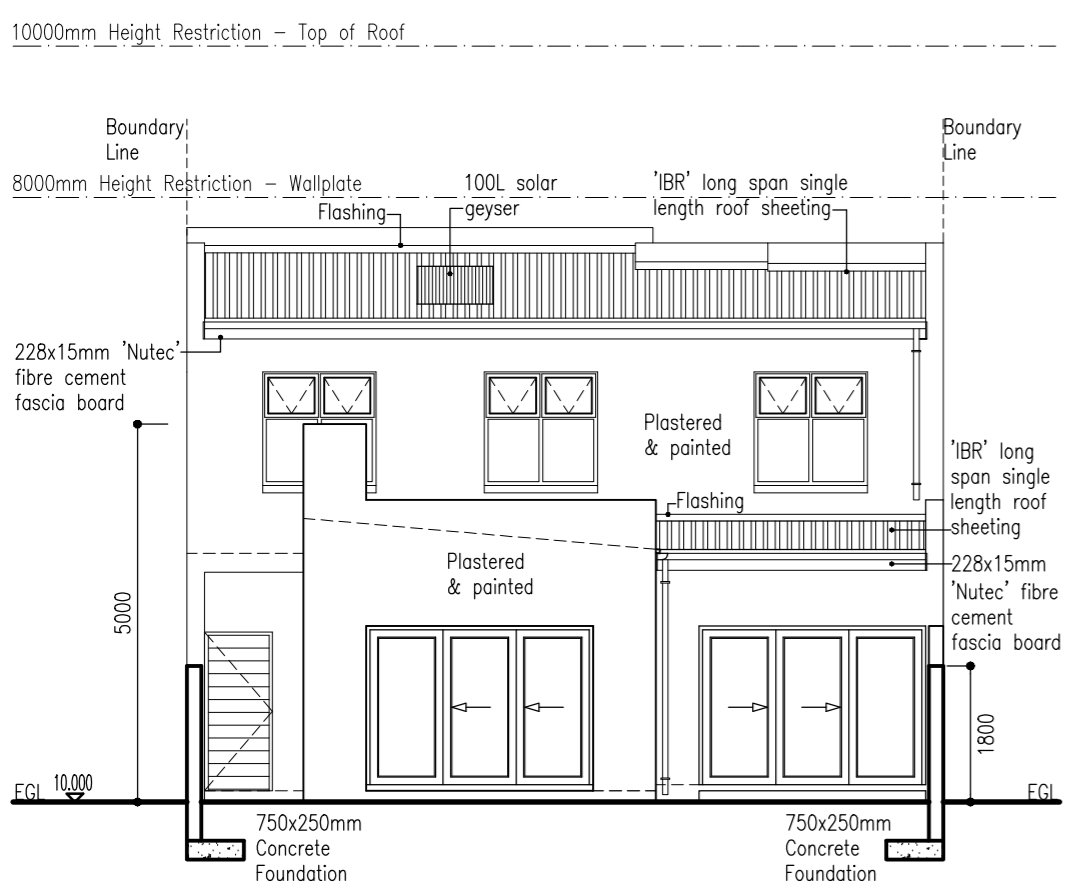 10000mm Height Restriction - Top of Roof
Boundary
Line
Boundary
Line
8000mm Height Restriction - Wallplate
100L solar
geyser
'IBR' long span single
length roof sheeting
Flashing
228x15mm 'Nutec'
fibre cement
fascia board
Plastered
& painted
'IBR' long
span single
length roof
sheeting
Flashing
Plastered
& painted
228x15mm
'Nutec' fibre
cement
fascia board
5000
1800
EGL
10.000
EGL
750x250mm
Concrete
Foundation
750x250mm
Concrete
Foundation